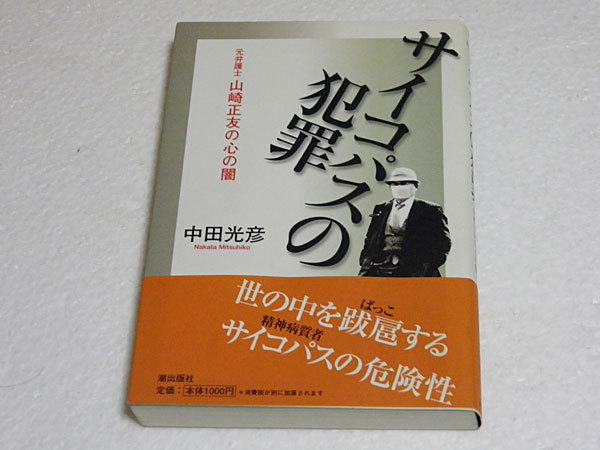 サイコパスの
犯罪
元弁護士 山崎正友の心の闇
中田光彦
Nakata Mitsuhiko
世の中を跋扈する
ばっこ
精神病質者
サイコパスの危険性
潮出版社
定価：本体1000円 *消費税が別に加算されます